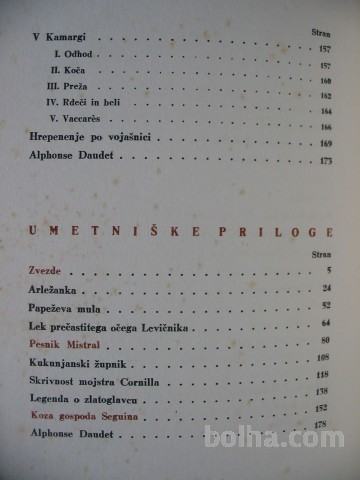 Stran
V Kamargi . . . . . . . . . . . . 157
I. Odhod . . . . . . . . . . . 157
II. Koča . . . . . . . . . . . 160
III. Preža . . . . . . . . . . . 162
IV. Rdeči in beli . . . . . . . . . 164
V. Vaccarès . . . . . . . . . . 166
Hrepenenje po vojašnici . . . . . . . 169
Alphonse Daudet . . . . . . . . . . 173
UMETNIŠKE PRILOGE
Stran
Zvezde . . . . . . . . . . . . 5
Arležanka . . . . . . . . . . . 24
Papeževa mula . . . . . . . . . . 52
Lek prečastitega očega Levičnika . . . . 64
Pesnik Mistral . . . . . . . . . . 80
Kukunjanski župnik . . . . . . . . . 108
Skrivnost mojstra Cornilla . . . . . . 118
Legenda o zlatoglavcu . . . . . . . . 138
Koza gospoda Seguina . . . . . . . . 152
Alphonse Daudet . . . . . . . . . . 178
bolha.com